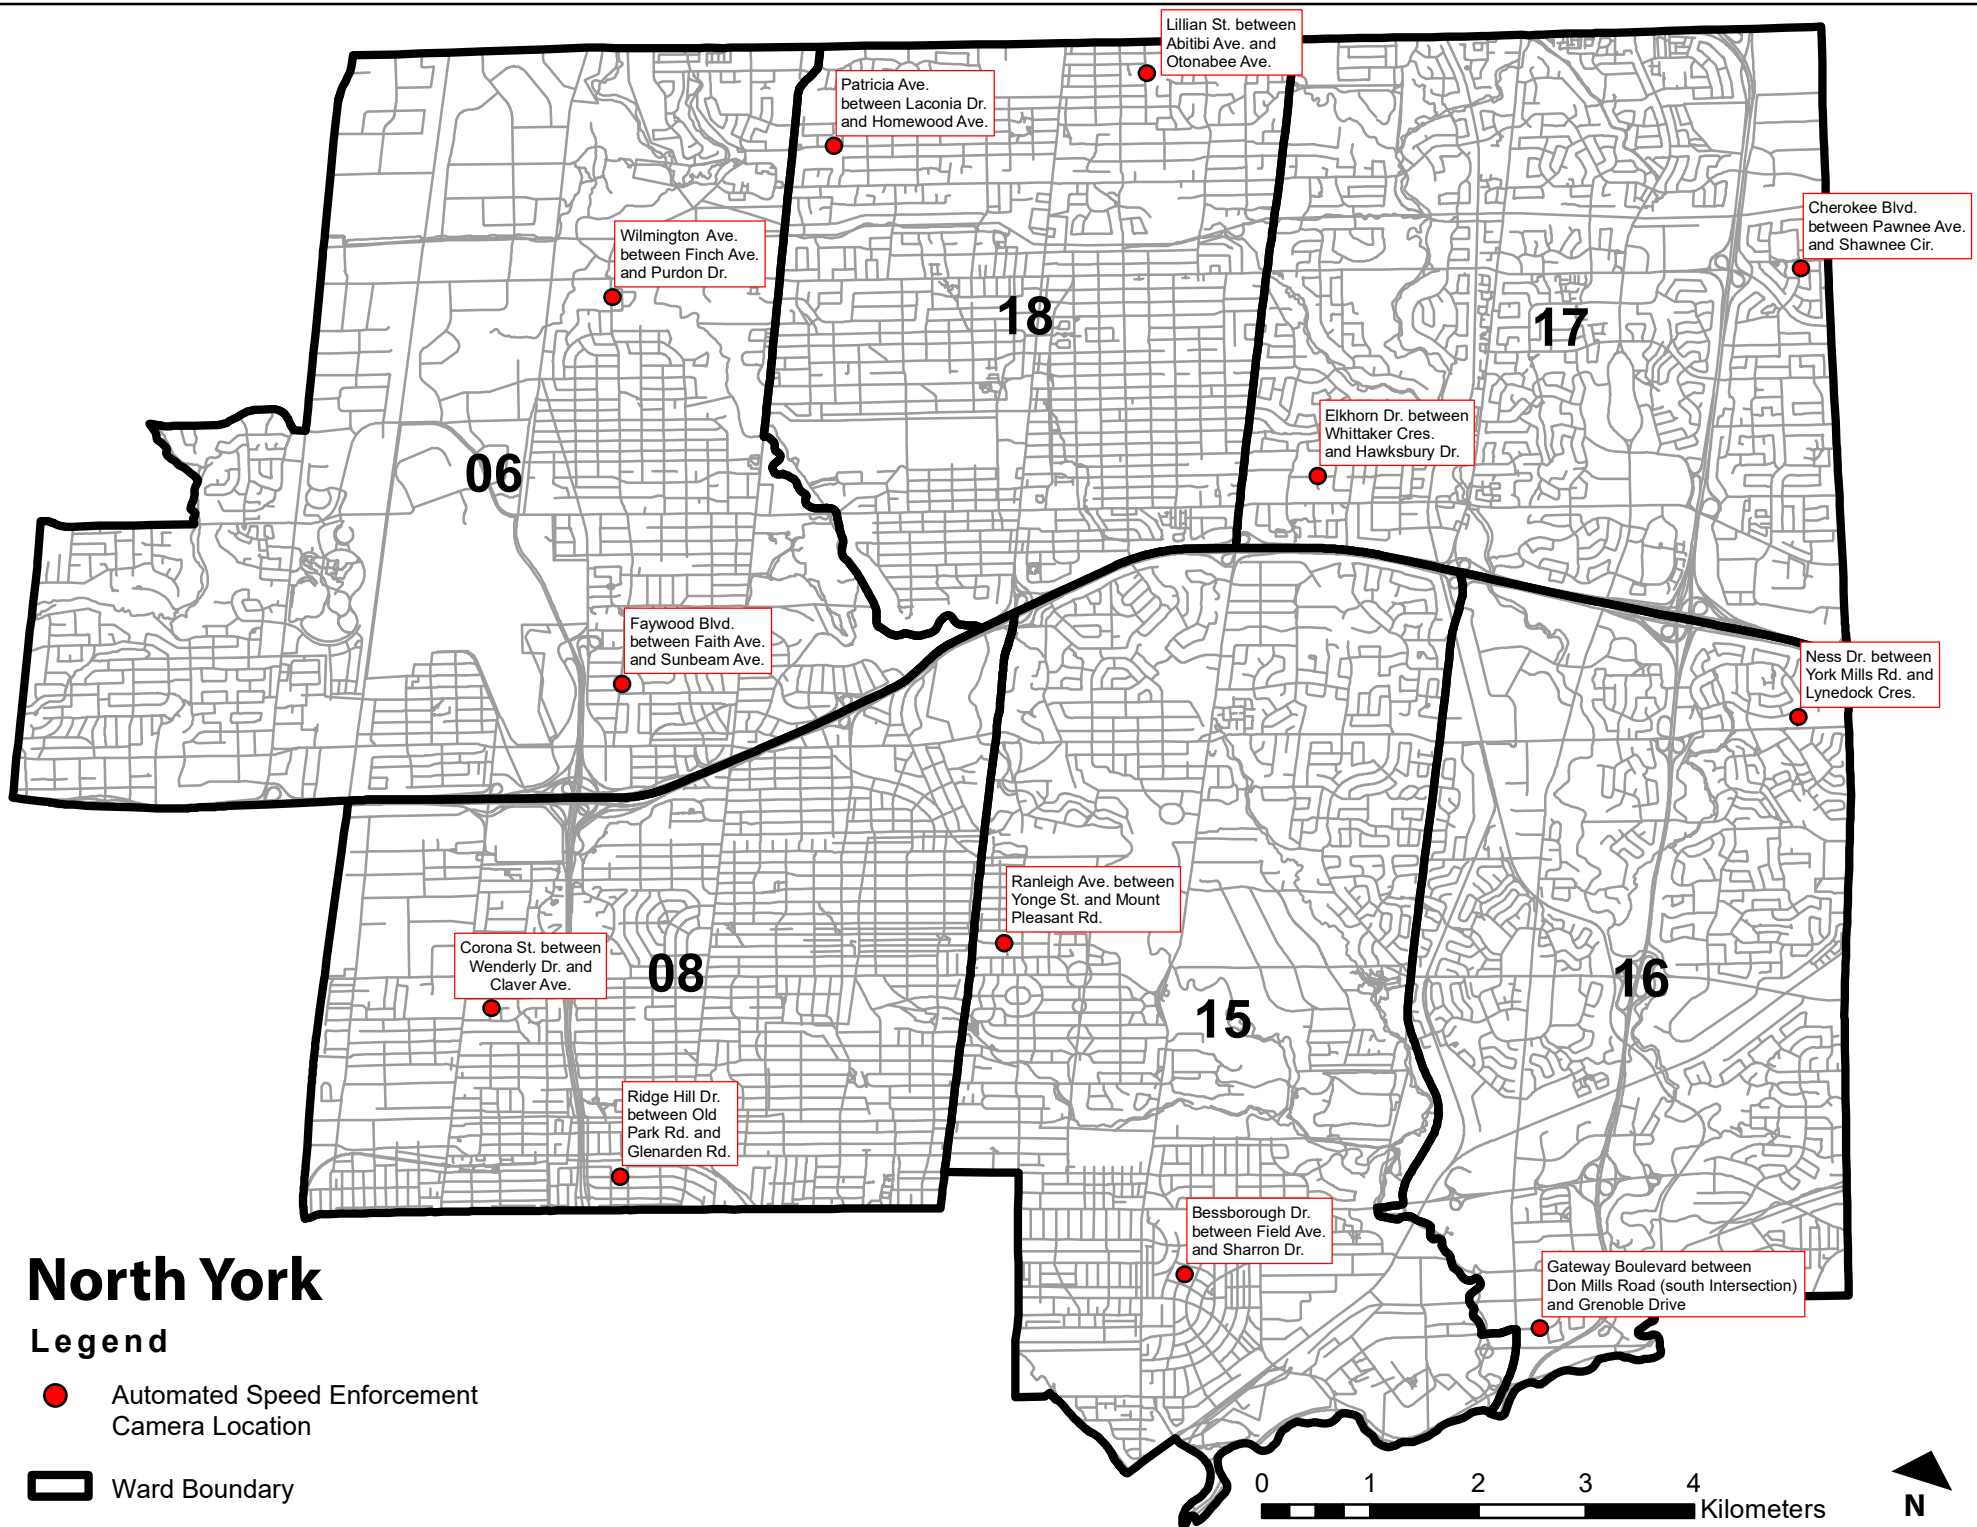 Lillian St. between
Abitibi Ave. and
Otonabee Ave.
Patricia Ave.
between Laconia Dr.
and Homewood Ave.
Cherokee Blvd.
between Pawnee Ave.
and Shawnee Cir.
Wilmington Ave.
between Finch Ave.
and Purdon Dr.
18
17
Elkhorn Dr. between
Whittaker Cres.
and Hawksbury Dr.
06
Faywood Blvd.
between Faith Ave.
and Sunbeam Ave.
Ness Dr. between
York Mills Rd. and
Lynedock Cres.
Ranleigh Ave. between
Yonge St. and Mount
Pleasant Rd.
Corona St. between
Wenderly Dr. and
Claver Ave.
08
16
15
Ridge Hill Dr.
between Old
Park Rd. and
Glenarden Rd.
Bessborough Dr.
between Field Ave.
and Sharron Dr.
Gateway Boulevard between
Don Mills Road (south Intersection)
and Grenoble Drive
North York
Legend
Automated Speed Enforcement
Camera Location
Ward Boundary
0 1 2 3 4
Kilometers
N